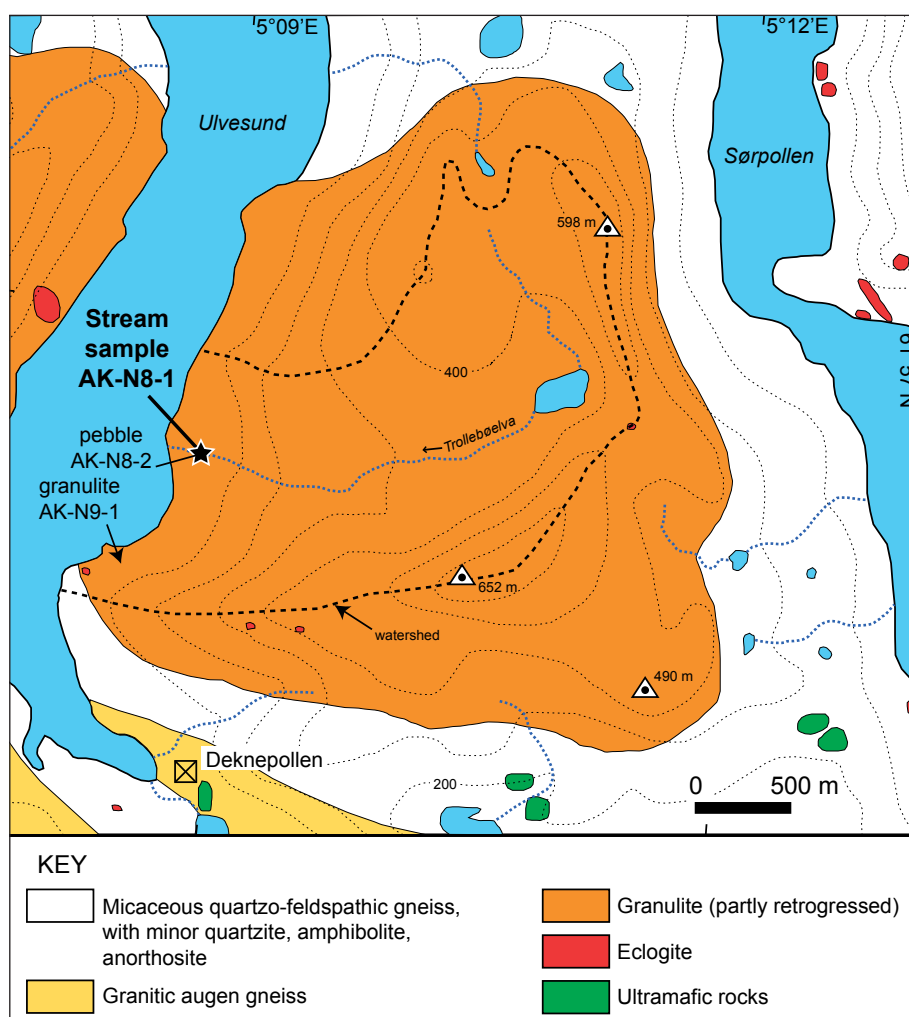 5°09'E
5°12'E
Ulvesund
Sørpollen
598 m
Stream
sample
AK-N8-1
61°57'N
400
pebble
AK-N8-2
Trollebøelva
granulite
AK-N9-1
652 m
watershed
490 m
Deknepollen
200
0 500 m
KEY
Micaceous quartzo-feldspathic gneiss,
with minor quartzite, amphibolite,
anorthosite
Granitic augen gneiss
Granulite (partly retrogressed)
Eclogite
Ultramafic rocks